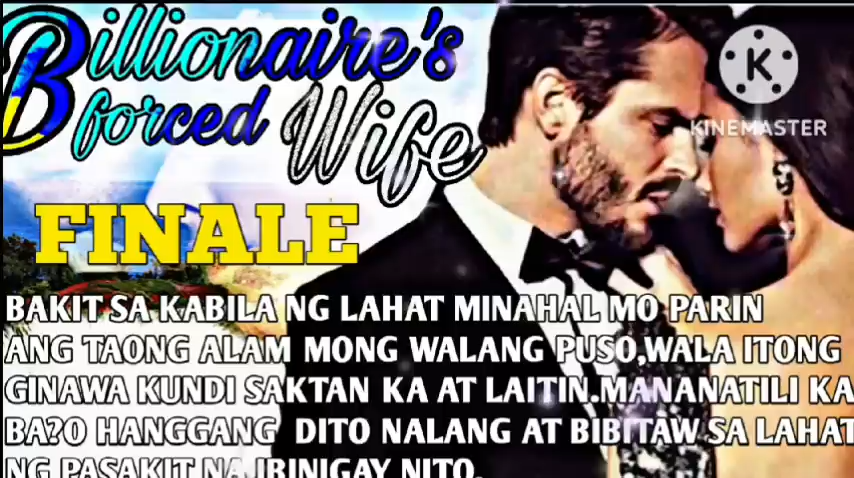 Billionaire's
forced Wife
KINEMASTER
FINALE
BAKIT SA KABILA NG LAHAT MINAHAL MO PARIN
ANG TAONG ALAM MONG WALANG PUSO,WALA ITONG
GINAWA KUNDI SAKTAN KA AT LAITIN.MANANATILI KA
BA?O HANGGANG DITO NALANG AT BIBITAW SA LAHAT
NG PASAKIT NA IBINIGAY NITO.